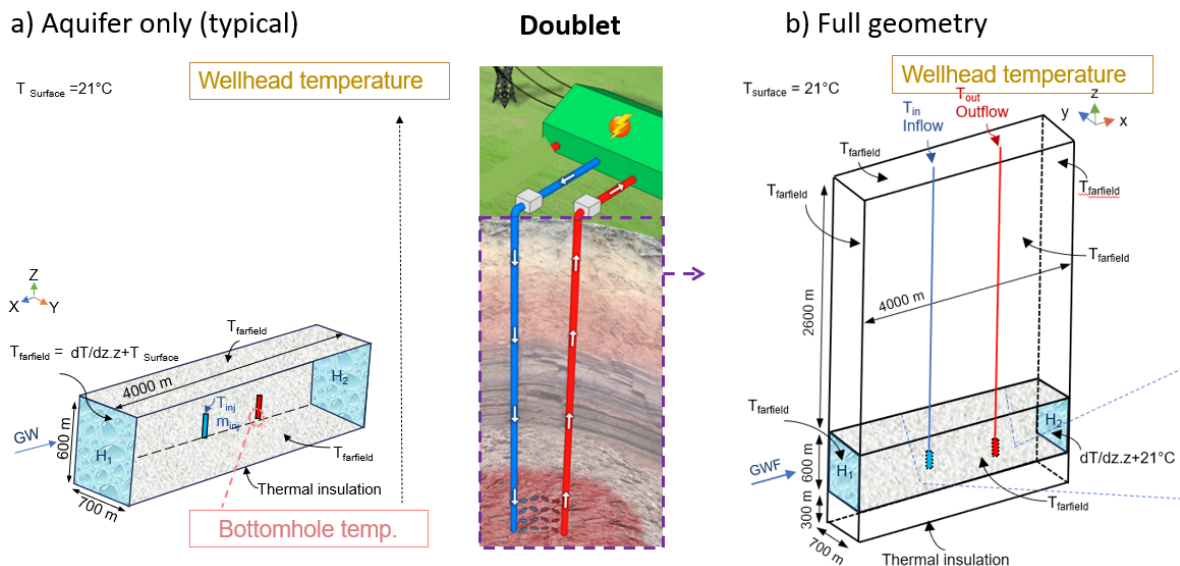 a) Aquifer only (typical)
T Surface =21°C
Wellhead temperature
Z
X
Y
Tfarfield
Tfarfield = dT/dz.z+T Surface
4000 m
H2
Tinj
minj
GW
600 m
H1
Tfarfield
700 m
Thermal insulation
Bottomhole temp.
Doublet
b) Full geometry
Wellhead temperature
Tsurface = 21°C
Tin
Inflow
Tout
Outflow
z
y
x
Tfarfield
Tfarfield
Tfarfield
Tfarfield
4000 m
2600 m
Tfarfield
H2
H1
600 m
GWF
dT/dz.z+21°C
300 m
Tfarfield
700 m
Thermal insulation